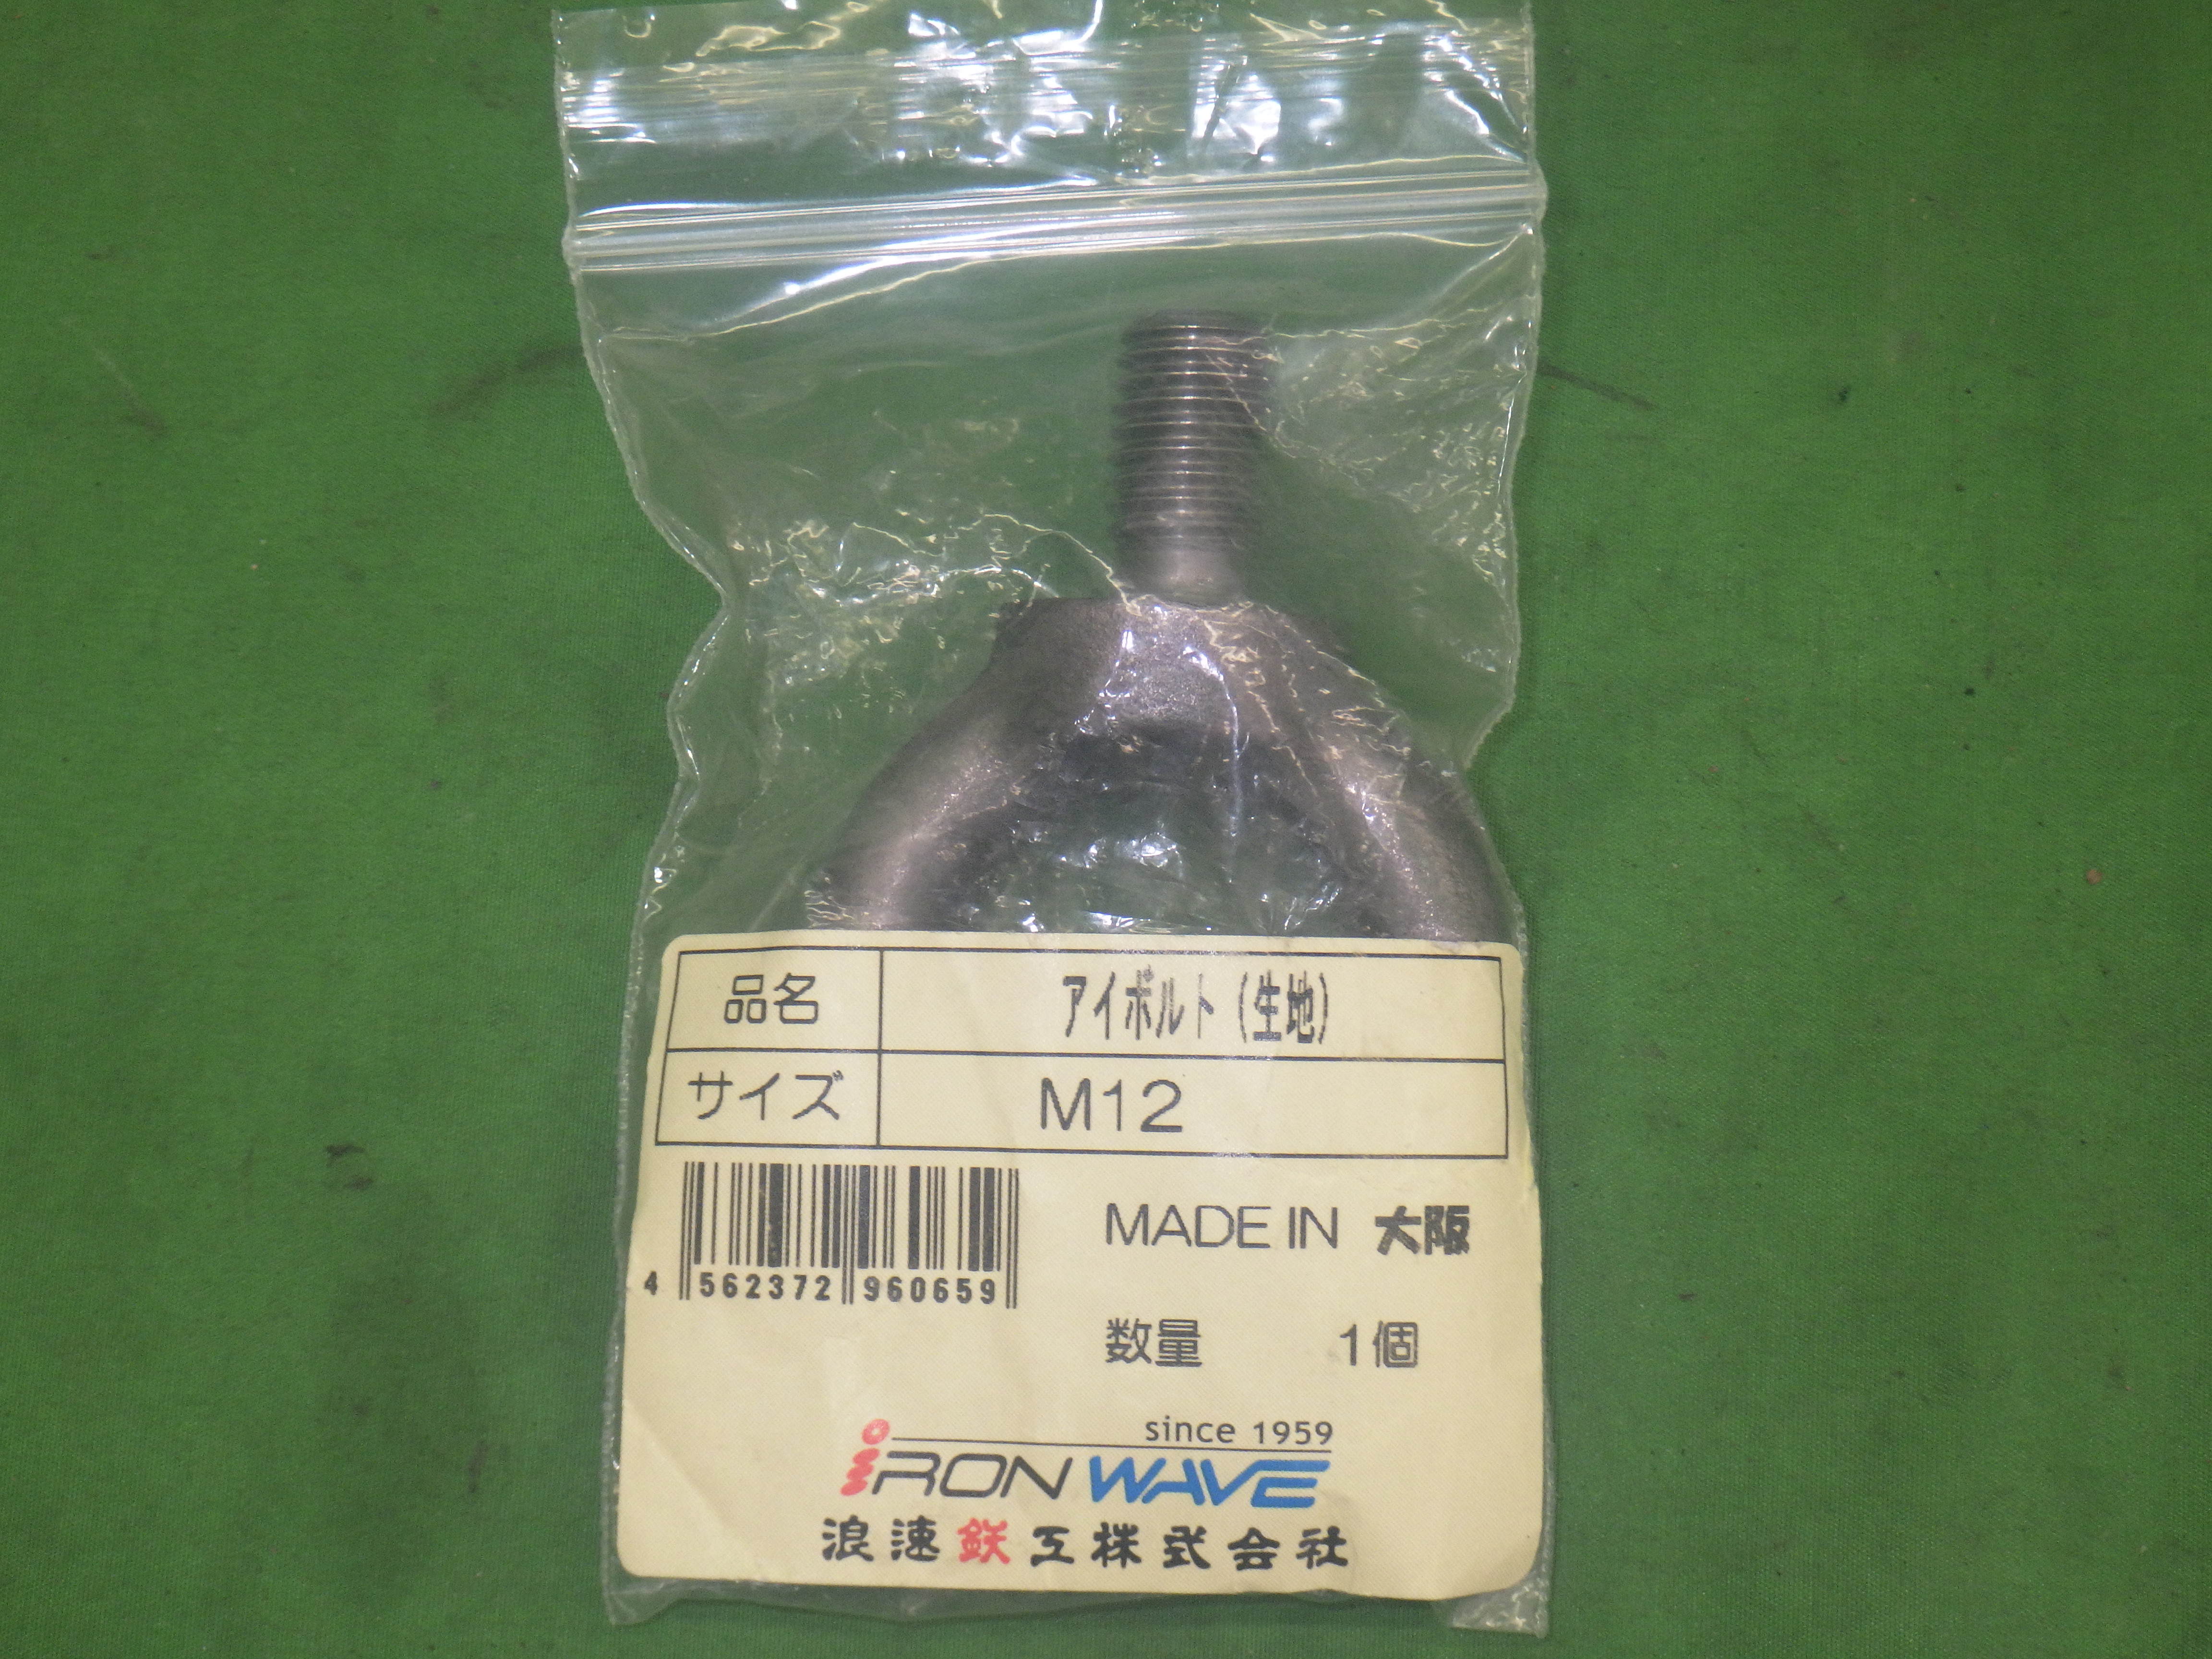 品名 アイボルト(生地)
サイズ M12
MADE IN 大阪
4 562372 960659
数量 1個
since 1959
iRON WAVE
浪速鉄工株式会社